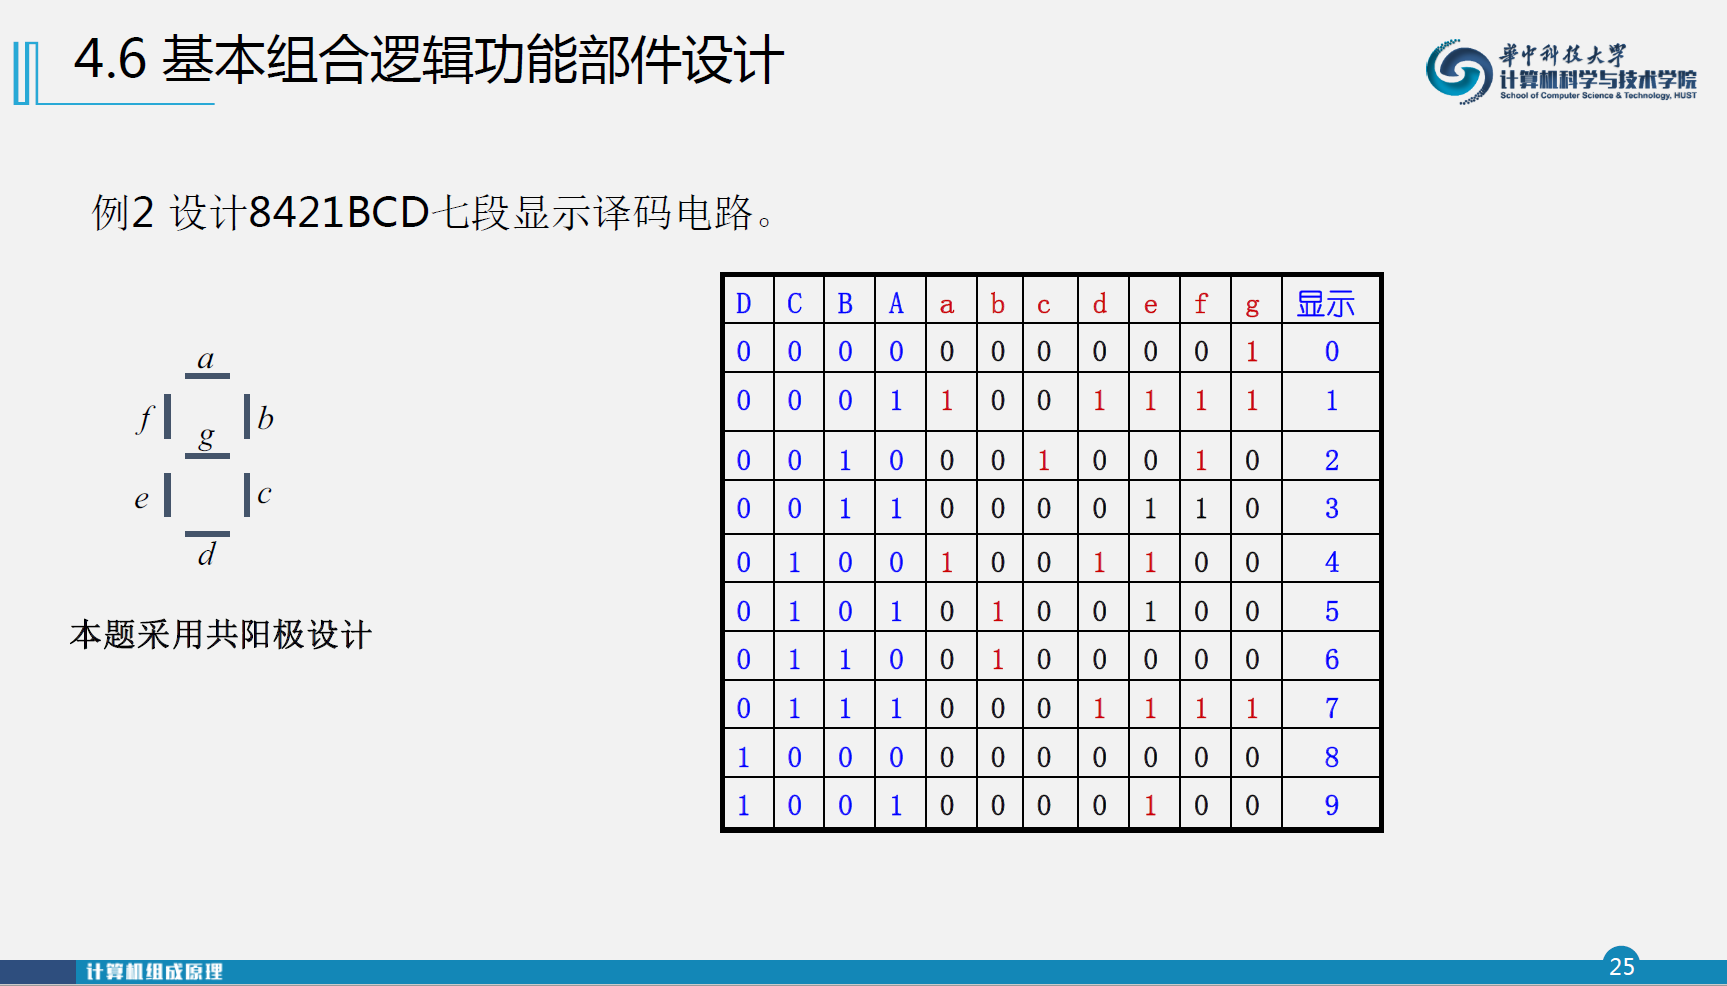 4.6 基本组合逻辑功能部件设计
華中科技大学
计算机科学与技术学院
School of Computer Science & Technology, HUST
例2 设计8421BCD七段显示译码电路。
a
f
b
g
e
c
d
本题采用共阳极设计
D C B A a b c d e f g 显示
0 0 0 0 0 0 0 0 0 0 1 0
0 0 0 1 1 0 0 1 1 1 1 1
0 0 1 0 0 0 1 0 0 1 0 2
0 0 1 1 0 0 0 0 1 1 0 3
0 1 0 0 1 0 0 1 1 0 0 4
0 1 0 1 0 1 0 0 1 0 0 5
0 1 1 0 0 1 0 0 0 0 0 6
0 1 1 1 0 0 0 1 1 1 1 7
1 0 0 0 0 0 0 0 0 0 0 8
1 0 0 1 0 0 0 0 1 0 0 9
计算机组成原理
25